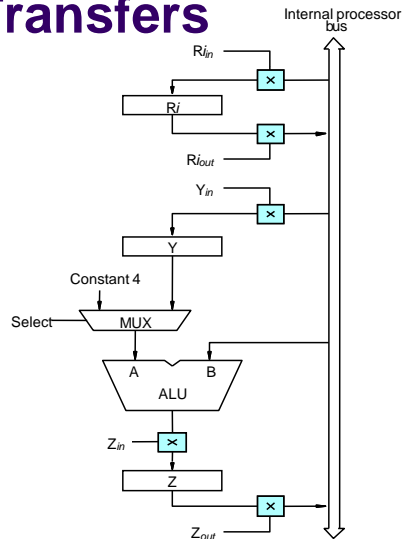 ransfers
Internal processor
bus
Riin
×
Ri
×
Riout
Yin
×
Y
Constant 4
Select
MUX
A
B
ALU
Zin
×
Z
×
Zout